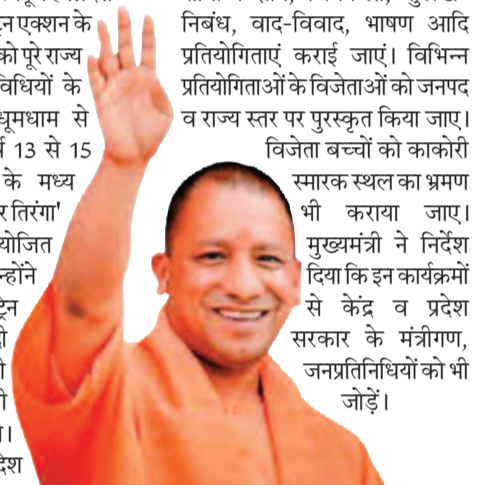 एक्शन के
को पूरे राज्य
विधियों के
धूमधाम से
13 से 15
के मध्य
तिरंगा'
योजित
न्होंने
ट्रेन
देश
निबंध, वाद-विवाद, भाषण आदि
प्रतियोगिताएं कराई जाएं। विभिन्न
प्रतियोगिताओं के विजेताओं को जनपद
व राज्य स्तर पर पुरस्कृत किया जाए।
विजेता बच्चों को काकोरी
स्मारक स्थल का भ्रमण
भी कराया जाए।
मुख्यमंत्री ने निर्देश
दिया कि इन कार्यक्रमों
से केंद्र व प्रदेश
सरकार के मंत्रीगण,
जनप्रतिनिधियों को भी
जोड़ें।